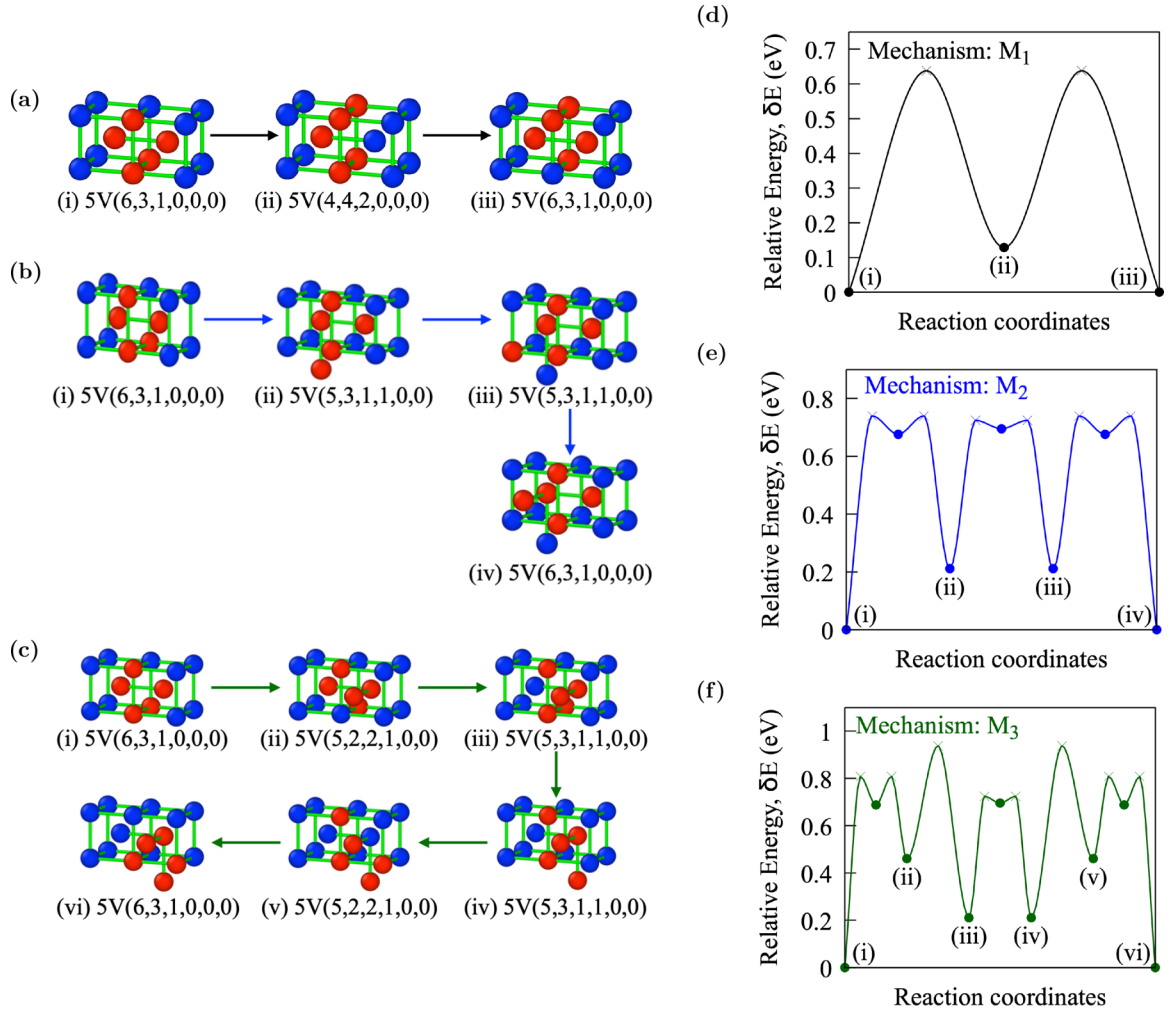 (a)
(i) 5V(6,3,1,0,0,0) (ii) 5V(4,4,2,0,0,0) (iii) 5V(6,3,1,0,0,0)
(b)
(i) 5V(6,3,1,0,0,0) (ii) 5V(5,3,1,1,0,0) (iii) 5V(5,3,1,1,0,0)
(iv) 5V(6,3,1,0,0,0)
(c)
(i) 5V(6,3,1,0,0,0) (ii) 5V(5,2,2,1,0,0) (iii) 5V(5,3,1,1,0,0)
(vi) 5V(6,3,1,0,0,0) (v) 5V(5,2,2,1,0,0) (iv) 5V(5,3,1,1,0,0)
(d)
Mechanism: M₁
Relative Energy, δE (eV)
0.7
0.6
0.5
0.4
0.3
0.2
0.1
0
(i) (ii) (iii)
Reaction coordinates
(e)
Mechanism: M₂
Relative Energy, δE (eV)
0.8
0.6
0.4
0.2
0
(i) (ii) (iii) (iv)
Reaction coordinates
(f)
Mechanism: M₃
Relative Energy, δE (eV)
1
0.8
0.6
0.4
0.2
0
(i) (ii) (iii) (iv) (v) (vi)
Reaction coordinates